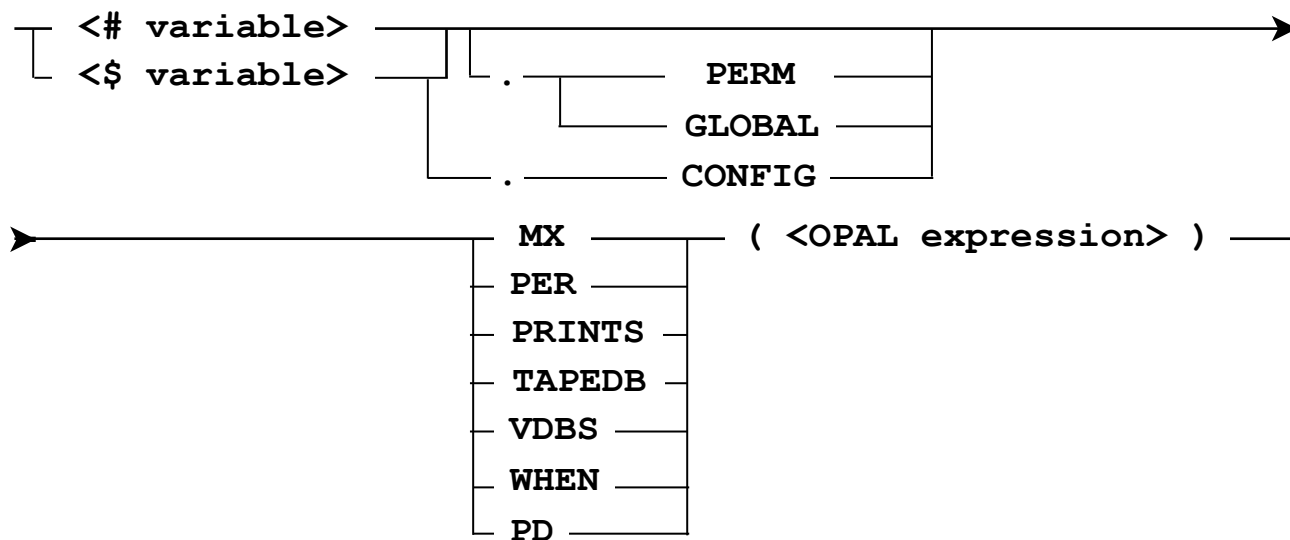 <# variable>
<$ variable>
. PERM
GLOBAL
. CONFIG
MX ( <OPAL expression> )
PER
PRINTS
TAPEDB
VDBS
WHEN
PD